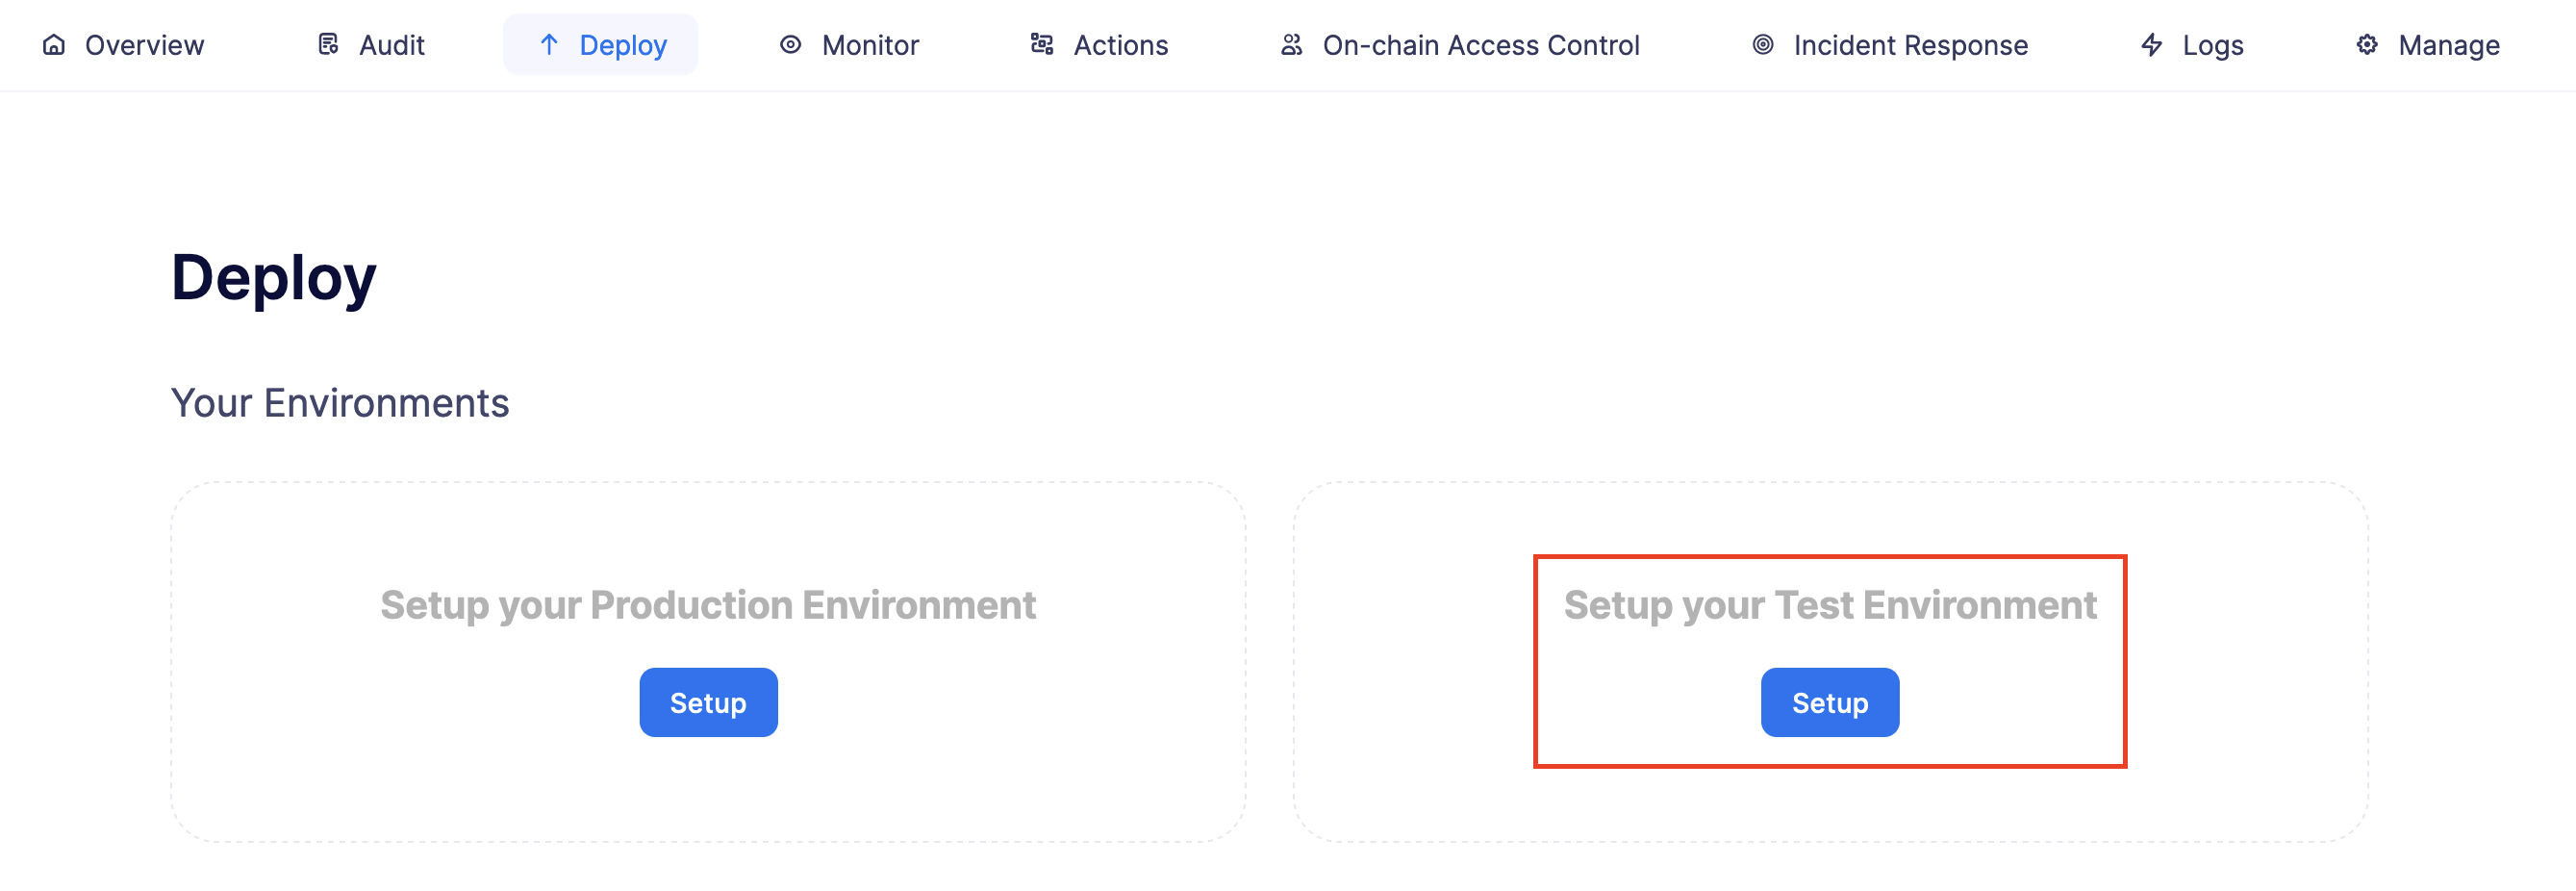 Overview Audit Deploy Monitor Actions On-chain Access Control Incident Response Logs Manage
Deploy
Your Environments
Setup your Production Environment
Setup
Setup your Test Environment
Setup